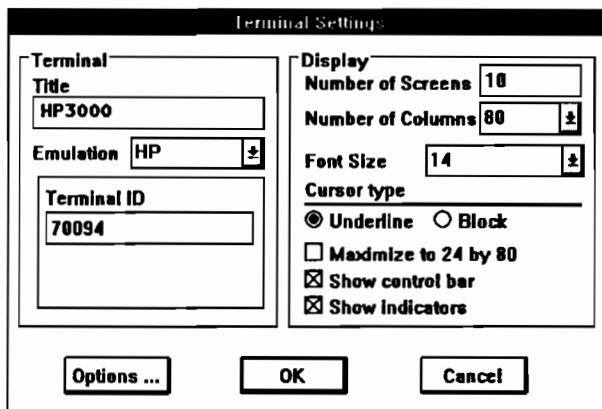 Terminal Settings
Terminal
Title
HP3000
Emulation HP
Terminal ID
70094
Display
Number of Screens 10
Number of Columns 80
Font Size 14
Cursor type
Underline Block
Maximize to 24 by 80
Show control bar
Show indicators
Options ... OK Cancel